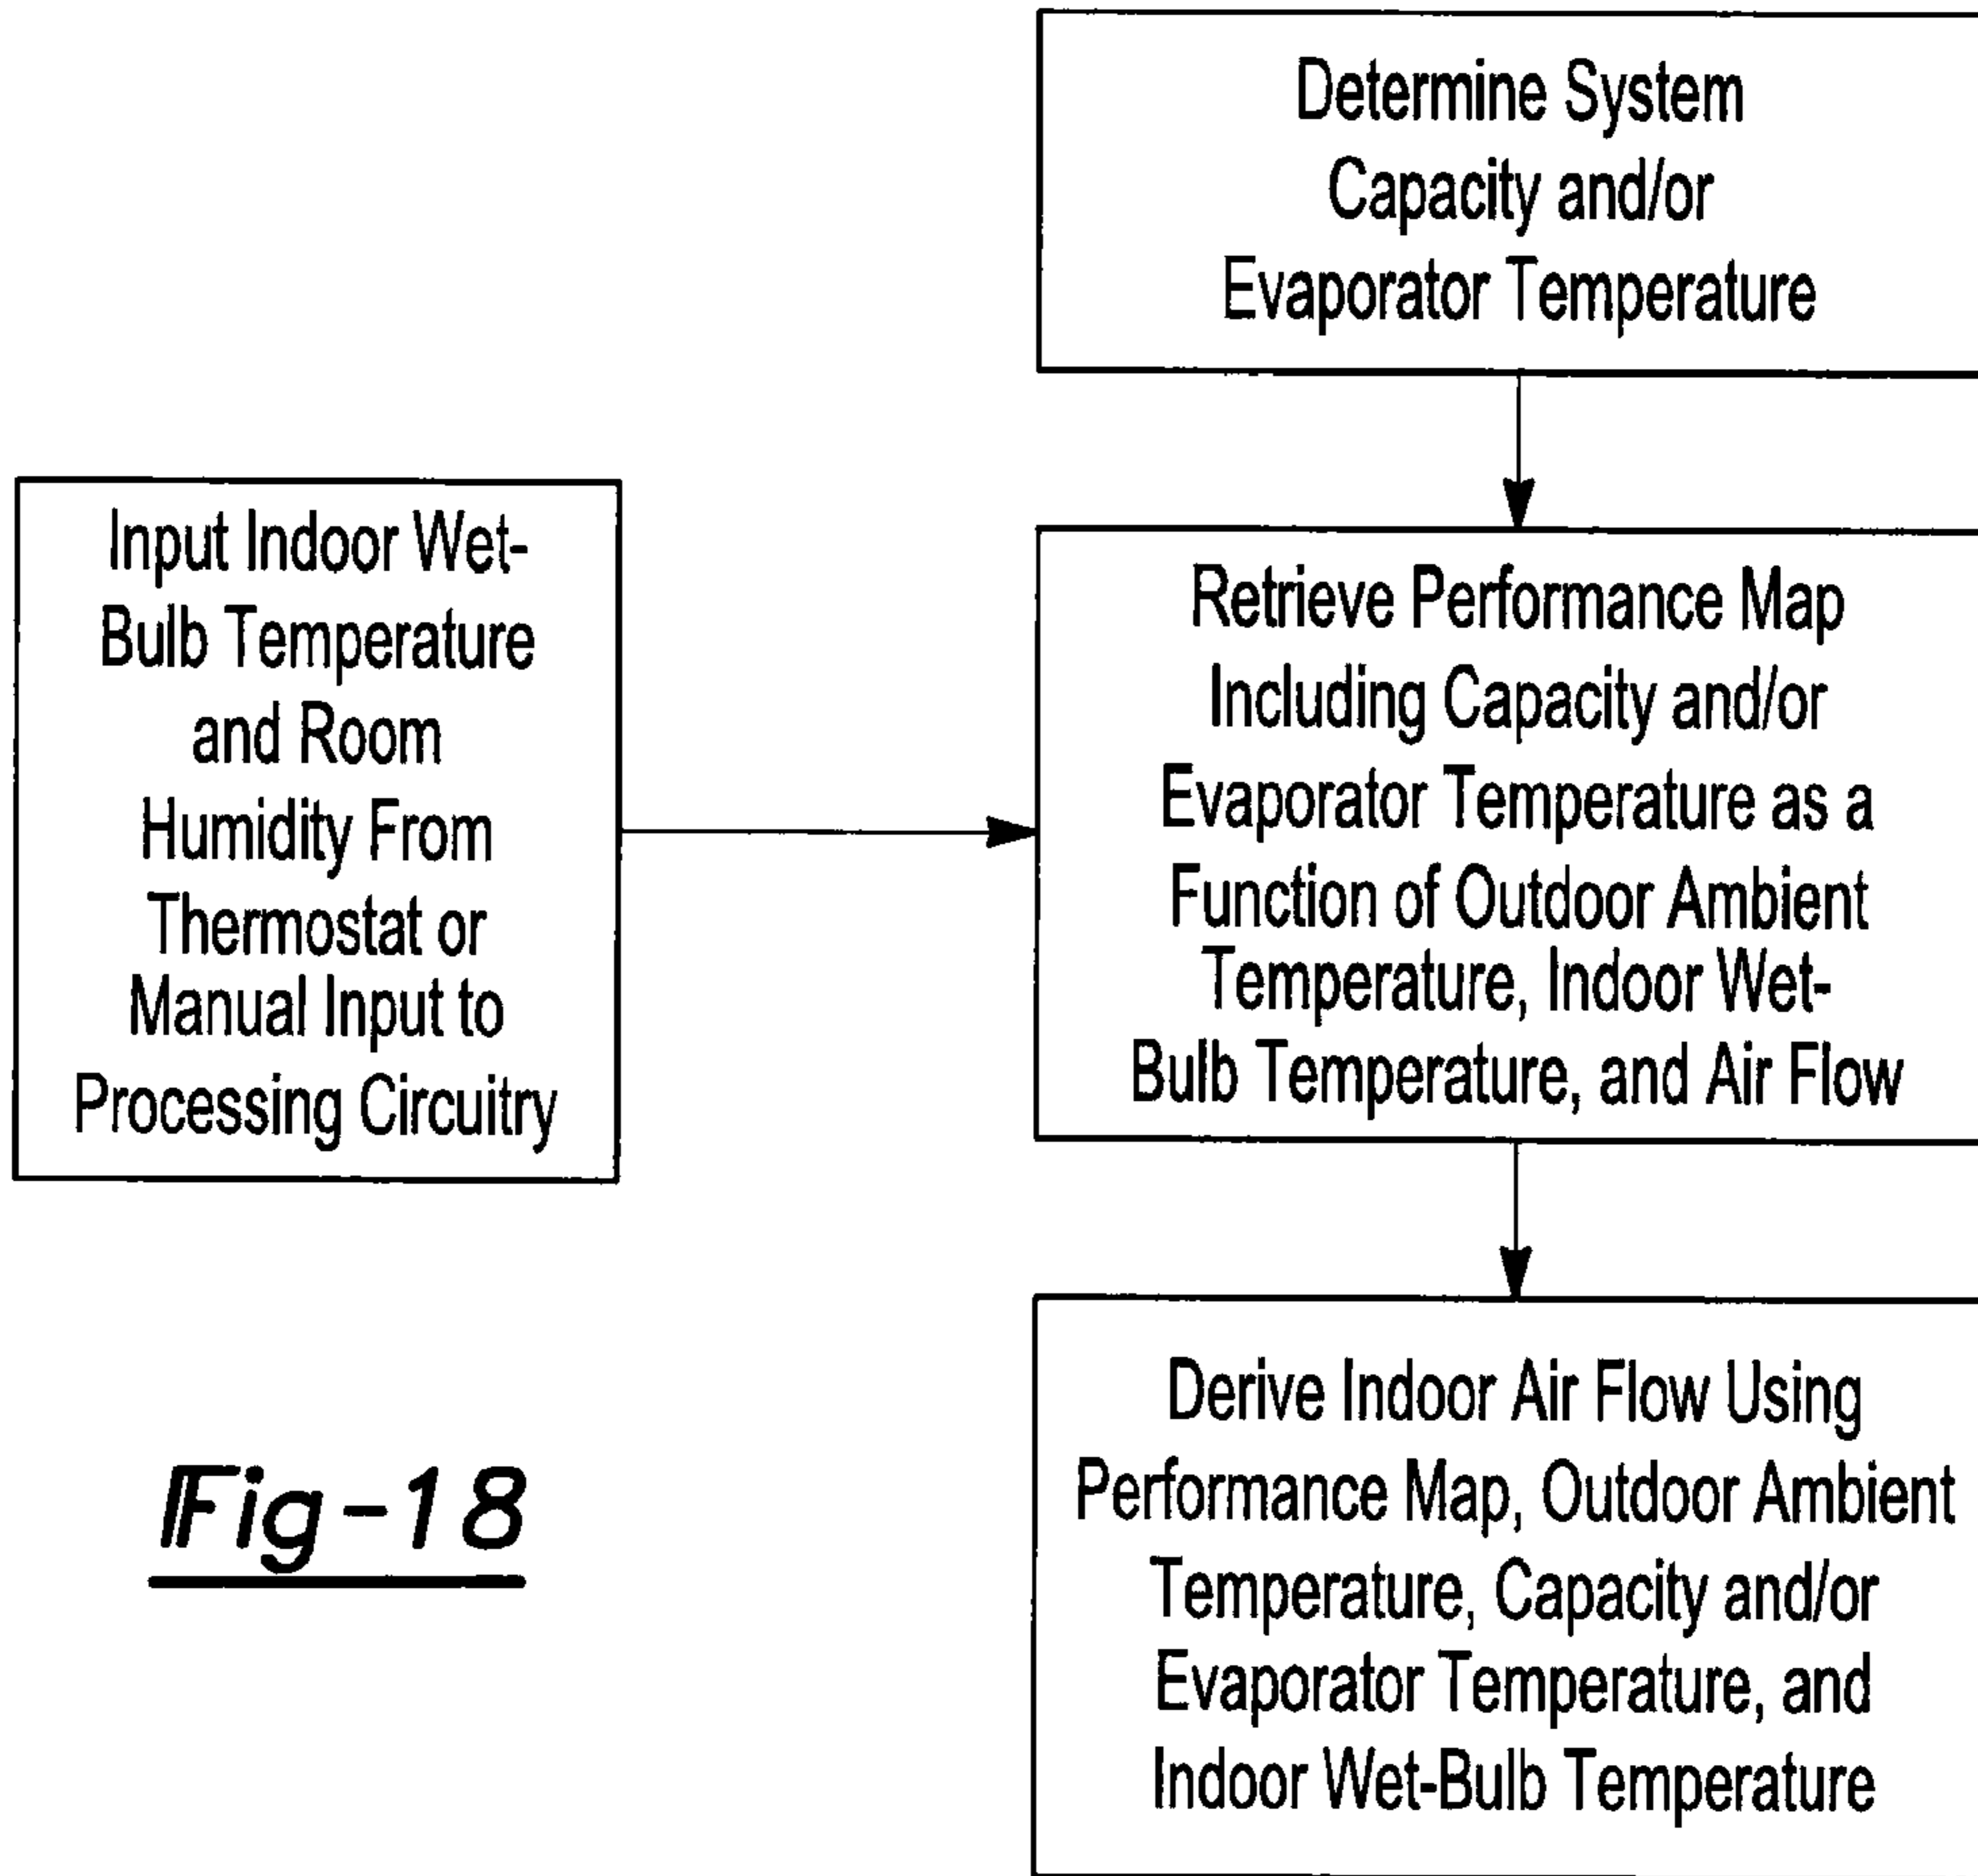 Determine System
Capacity and/or
Evaporator Temperature
Input Indoor Wet-
Bulb Temperature
and Room
Humidity From
Thermostat or
Manual Input to
Processing Circuitry
Retrieve Performance Map
Including Capacity and/or
Evaporator Temperature as a
Function of Outdoor Ambient
Temperature, Indoor Wet-
Bulb Temperature, and Air Flow
Derive Indoor Air Flow Using
Performance Map, Outdoor Ambient
Temperature, Capacity and/or
Evaporator Temperature, and
Indoor Wet-Bulb Temperature
Fig-18